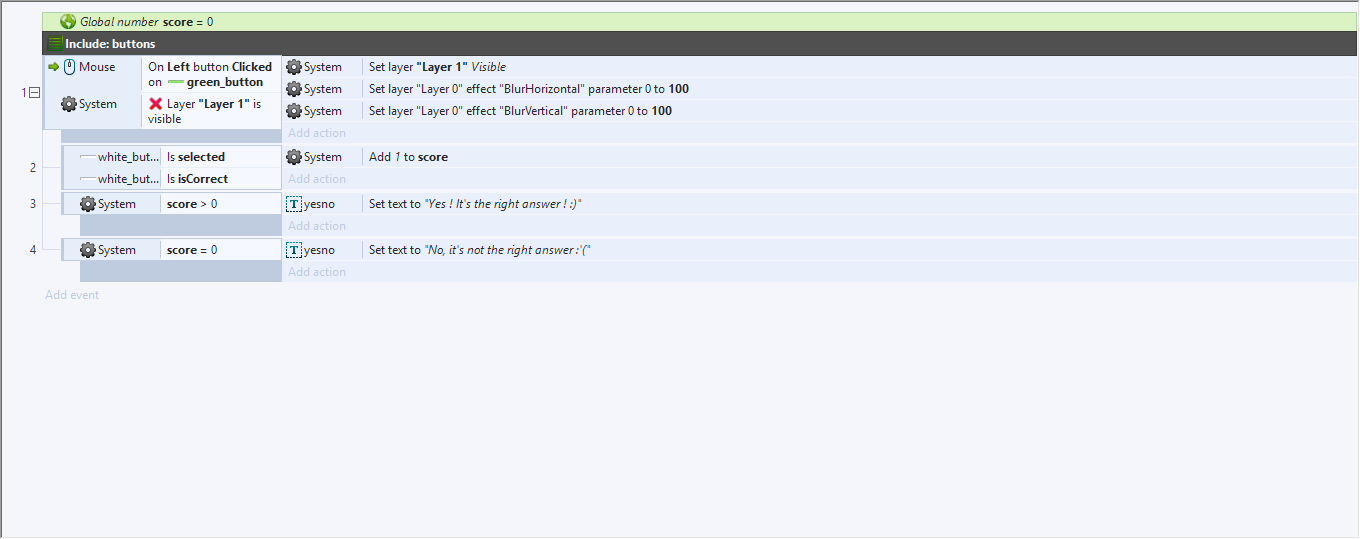 Global number score = 0
Include: buttons
1
Mouse On Left button Clicked on green_button
System Set layer "Layer 1" Visible
System Set layer "Layer 0" effect "BlurHorizontal" parameter 0 to 100
System Layer "Layer 1" is visible
System Set layer "Layer 0" effect "BlurVertical" parameter 0 to 100
Add action
2
white_but... Is selected
System Add 1 to score
white_but... Is isCorrect
Add action
3
System score > 0
T yesno Set text to "Yes ! It's the right answer ! :)"
Add action
4
System score = 0
T yesno Set text to "No, it's not the right answer :'("
Add action
Add event